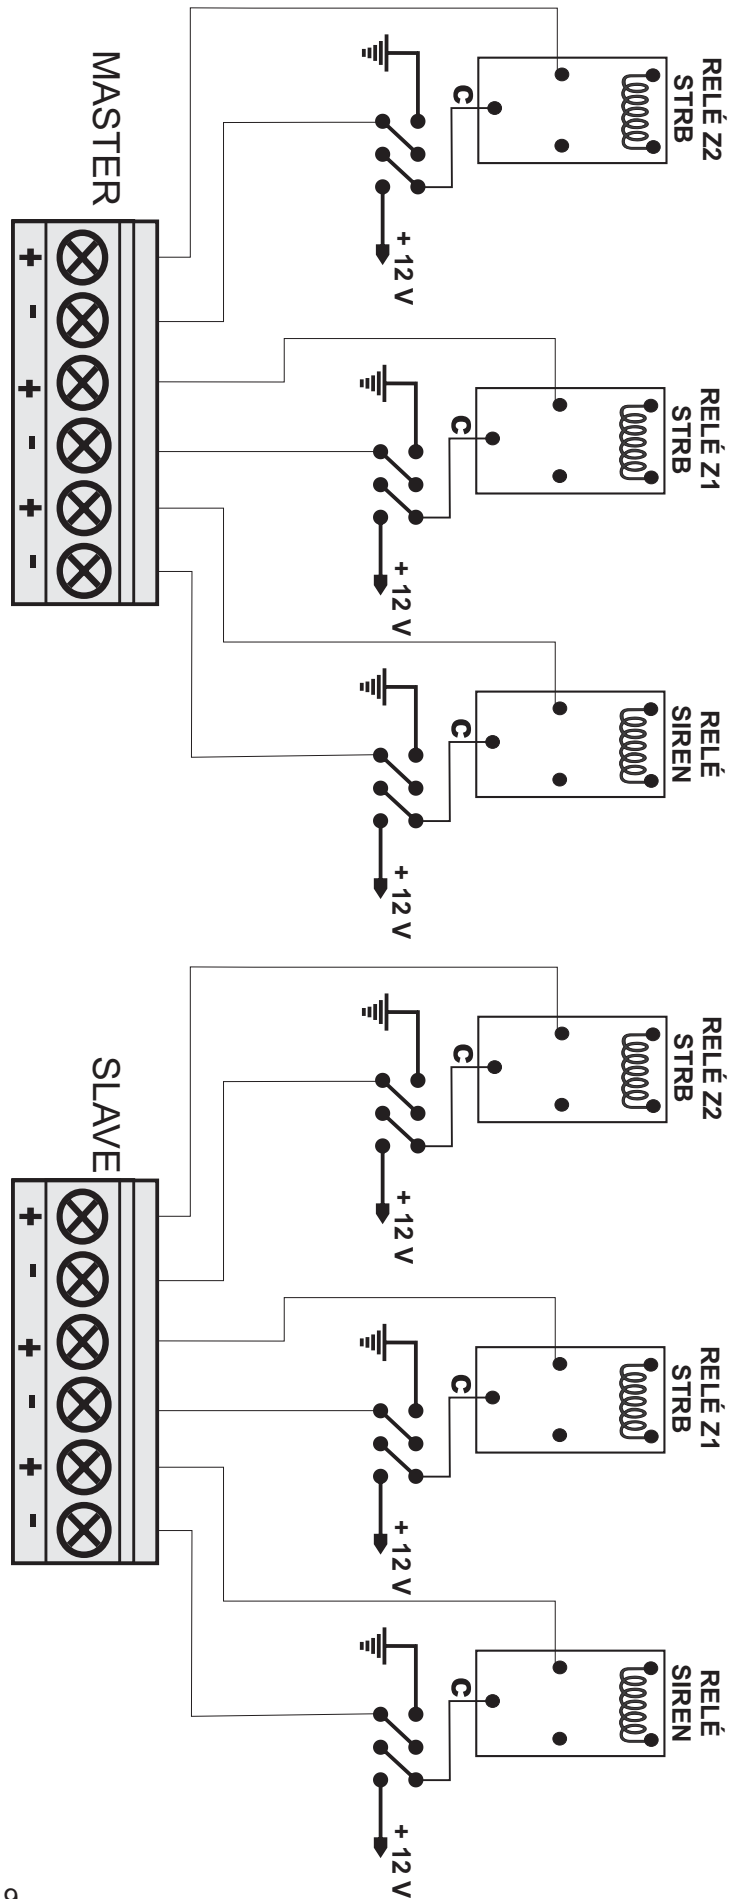 RELÉ Z2
STRB
C
+ 12 V
RELÉ Z1
STRB
C
+ 12 V
RELÉ
SIREN
C
+ 12 V
MASTER
+ - + - + -
RELÉ Z2
STRB
C
+ 12 V
RELÉ Z1
STRB
C
+ 12 V
RELÉ
SIREN
C
+ 12 V
SLAVE
+ - + - + -
9